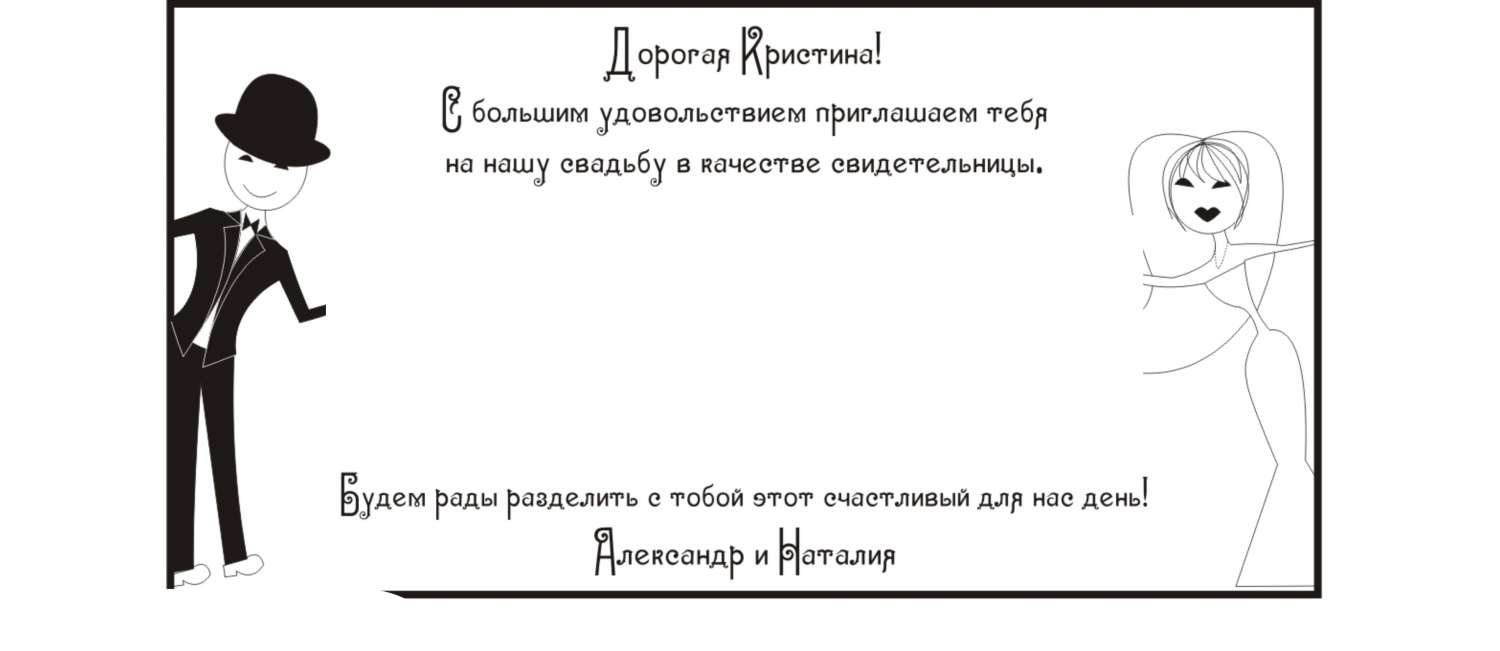 Дорогая Кристина!
С большим удовольствием приглашаем тебя
на нашу свадьбу в качестве свидетельницы.
Будем рады разделить с тобой этот счастливый для нас день!
Александр и Наталия